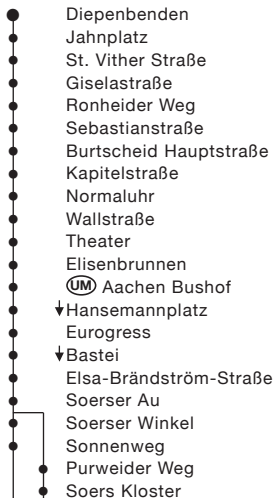 Diepenbenden
Jahnplatz
St. Vither Straße
Giselastraße
Ronheider Weg
Sebastianstraße
Burtscheid Hauptstraße
Kapitelstraße
Normaluhr
Wallstraße
Theater
Elisenbrunnen
UM Aachen Bushof
Hansemannplatz
Eurogress
Bastei
Elsa-Brändström-Straße
Soerser Au
Soerser Winkel
Sonnenweg
Purweider Weg
Soers Kloster